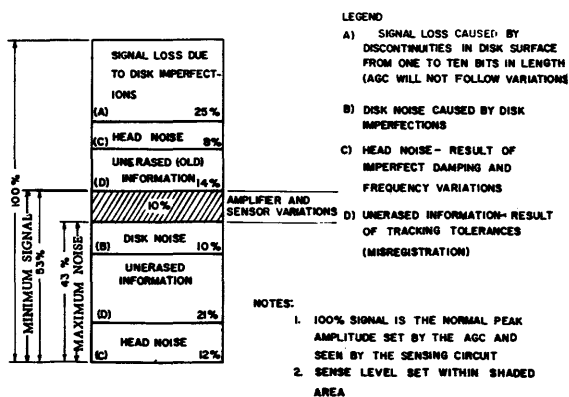 SIGNAL LOSS DUE
TO DISK IMPERFECT-
IONS
(A) 25%
(C) HEAD NOISE 8%
UNERASED (OLD)
INFORMATION
(D) 14%
10%
AMPLIFIER AND
SENSOR VARIATIONS
DISK NOISE
(B) 10%
UNERASED
INFORMATION
(D) 21%
HEAD NOISE
(C) 12%
100%
MINIMUM SIGNAL
53%
43%
MAXIMUM NOISE
LEGEND
A) SIGNAL LOSS CAUSED BY
DISCONTINUITIES IN DISK SURFACE
FROM ONE TO TEN BITS IN LENGTH
(AGC WILL NOT FOLLOW VARIATIONS
B) DISK NOISE CAUSED BY DISK
IMPERFECTIONS
C) HEAD NOISE- RESULT OF
IMPERFECT DAMPING AND
FREQUENCY VARIATIONS
D) UNERASED INFORMATION- RESULT
OF TRACKING TOLERANCES
(MISREGISTRATION)
NOTES:
1. 100% SIGNAL IS THE NORMAL PEAK
AMPLITUDE SET BY THE AGC AND
SEEN BY THE SENSING CIRCUIT
2. SENSE LEVEL SET WITHIN SHADED
AREA